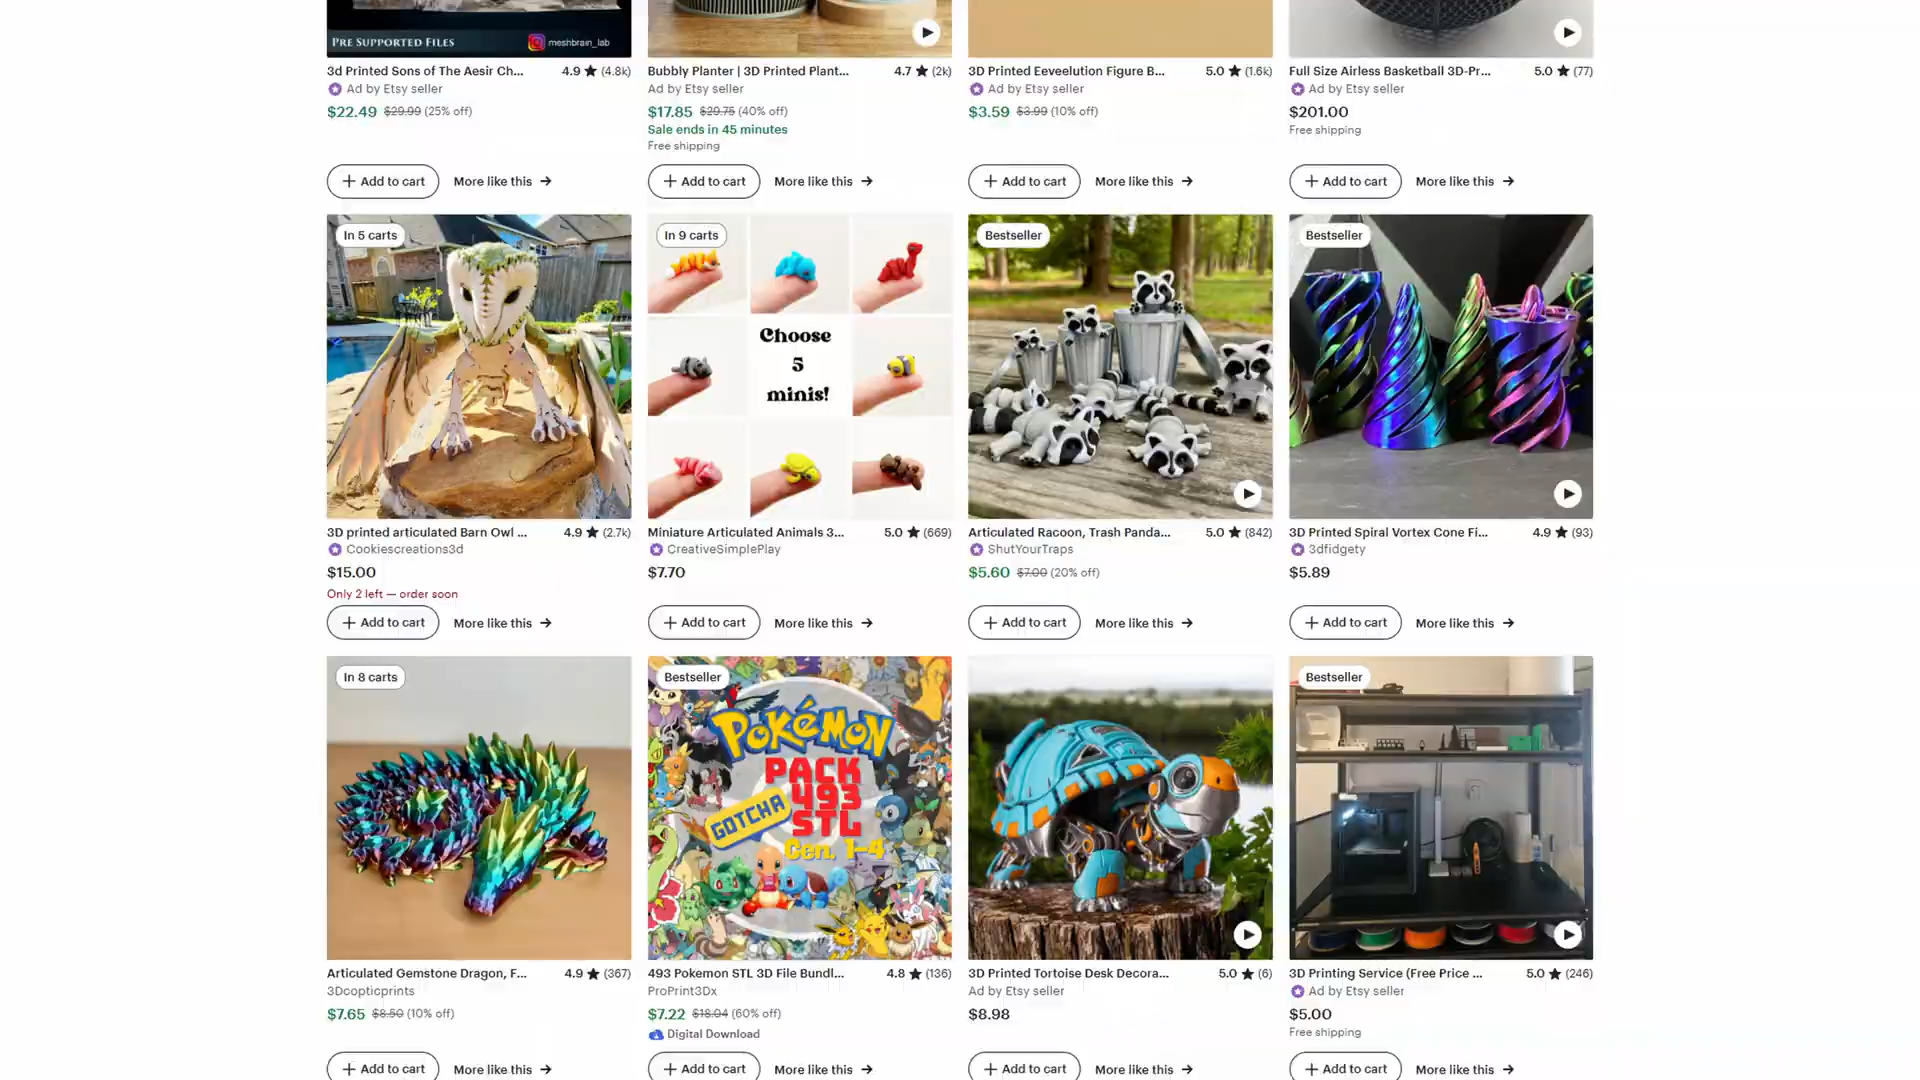 PRE SUPPORTED FILES
meshbrain_lab
3d Printed Sons of The Aesir Ch... 4.9 ★ (4.8k)
Ad by Etsy seller
$22.49 $29.99 (25% off)
+ Add to cart More like this →
Bubbly Planter | 3D Printed Plant... 4.7 ★ (2k)
Ad by Etsy seller
$17.85 $29.75 (40% off)
Sale ends in 45 minutes
Free shipping
+ Add to cart More like this →
3D Printed Eeveelution Figure B... 5.0 ★ (1.6k)
Ad by Etsy seller
$3.59 $3.99 (10% off)
+ Add to cart More like this →
Full Size Airless Basketball 3D-Pr... 5.0 ★ (77)
Ad by Etsy seller
$201.00
Free shipping
+ Add to cart More like this →
In 5 carts
3D printed articulated Barn Owl ... 4.9 ★ (2.7k)
Cookiescreations3d
$15.00
Only 2 left — order soon
+ Add to cart More like this →
In 9 carts
Choose
5
minis!
Miniature Articulated Animals 3... 5.0 ★ (669)
CreativeSimplePlay
$7.70
+ Add to cart More like this →
Bestseller
Articulated Racoon, Trash Panda... 5.0 ★ (842)
ShutYourTraps
$5.60 $7.00 (20% off)
+ Add to cart More like this →
Bestseller
3D Printed Spiral Vortex Cone Fi... 4.9 ★ (93)
3dfidgety
$5.89
+ Add to cart More like this →
In 8 carts
Articulated Gemstone Dragon, F... 4.9 ★ (367)
3Dcopticprints
$7.65 $8.50 (10% off)
+ Add to cart More like this →
Bestseller
POKéMON
PACK
493
STL
GOTCHA
Gen. 1-4
493 Pokemon STL 3D File Bundl... 4.8 ★ (136)
ProPrint3Dx
$7.22 $18.04 (60% off)
Digital Download
+ Add to cart More like this →
3D Printed Tortoise Desk Decora... 5.0 ★ (6)
Ad by Etsy seller
$8.98
+ Add to cart More like this →
Bestseller
3D Printing Service (Free Price ... 5.0 ★ (246)
Ad by Etsy seller
$5.00
Free shipping
+ Add to cart More like this →